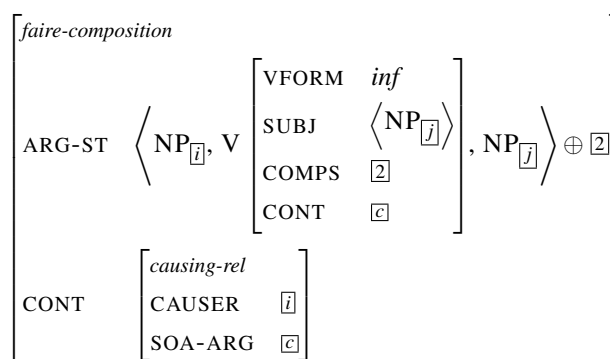 faire-composition
VFORM inf
SUBJ ⟨NP[j]⟩
ARG-ST ⟨NP[i], V , NP[j]⟩ ⊕ [2]
COMPS [2]
CONT [c]
causing-rel
CONT CAUSER [i]
SOA-ARG [c]